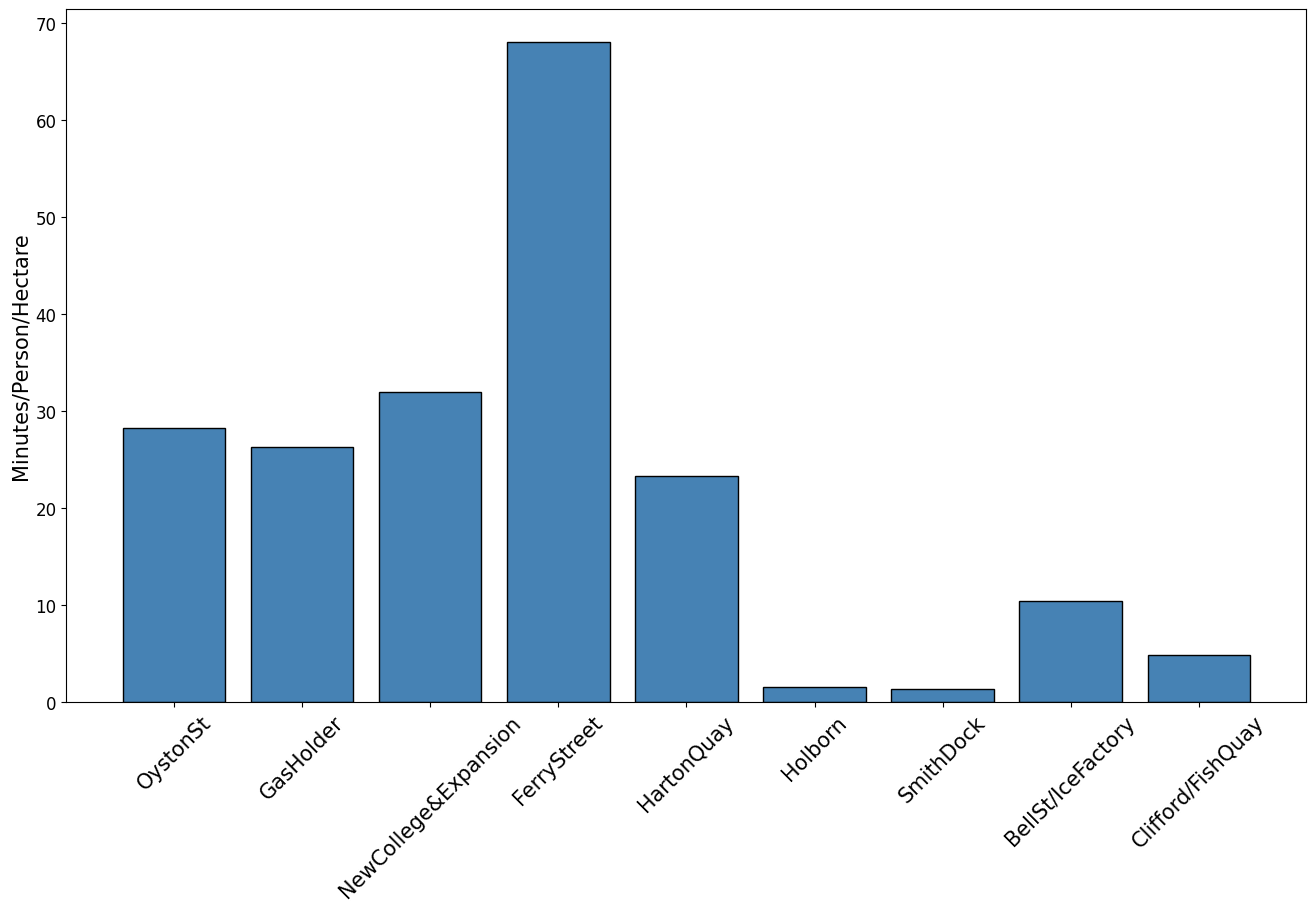 Minutes/Person/Hectare
70
60
50
40
30
20
10
0
OystonSt
GasHolder
NewCollege&Expansion
FerryStreet
HartonQuay
Holborn
SmithDock
BellSt/IceFactory
Clifford/FishQuay